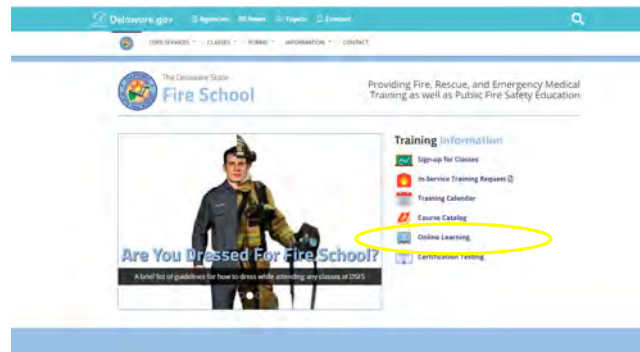 Delaware.gov Agencies News Topics Contact
DSFS SERVICES CLASSES FORMS INFORMATION CONTACT
The Delaware State
Fire School
Providing Fire, Rescue, and Emergency Medical
Training as well as Public Fire Safety Education
Training Information
Sign-up for Classes
In-Service Training Request
Training Calendar
Course Catalog
Online Learning
Certification Testing
Are You Dressed For Fire School?
A brief list of guidelines for how to dress while attending any classes at DSFS